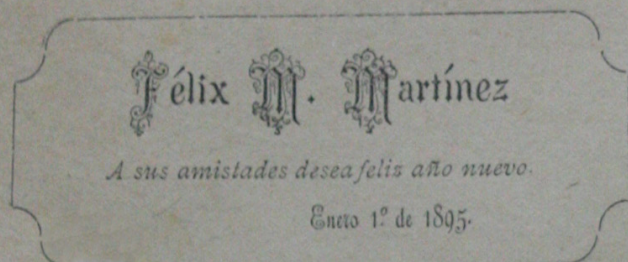 Félix M. Martínez
A sus amistades desea feliz año nuevo.
Enero 1º de 1895.